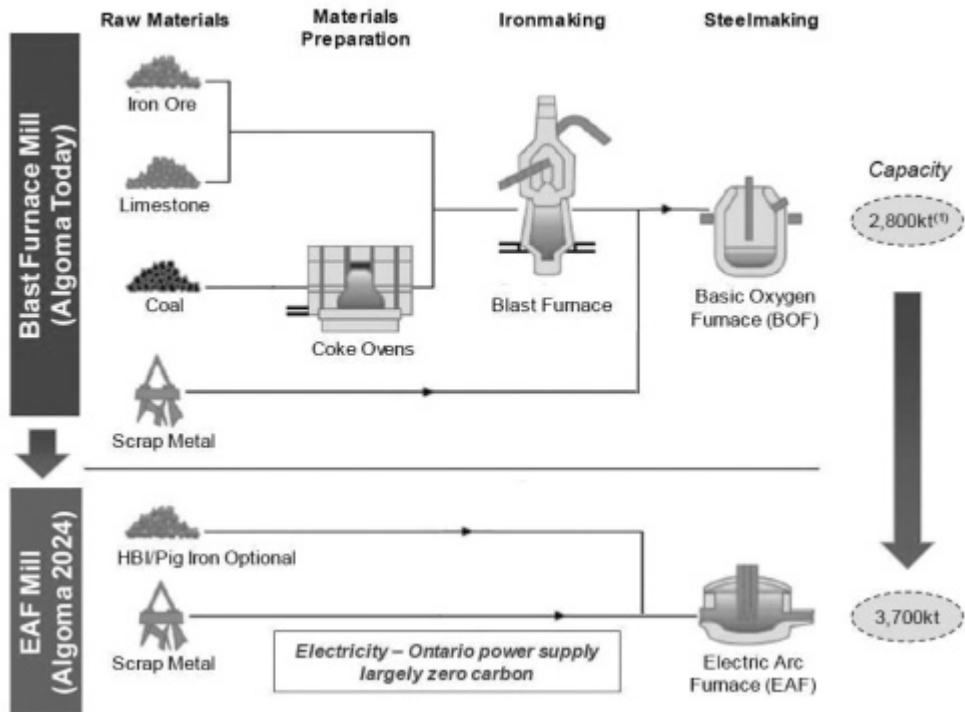 Raw Materials
Materials
Preparation
Ironmaking
Steelmaking
Blast Furnace Mill
(Algoma Today)
Iron Ore
Limestone
Coal
Coke Ovens
Scrap Metal
Blast Furnace
Basic Oxygen
Furnace (BOF)
Capacity
2,800kt(1)
EAF Mill
(Algoma 2024)
HBI/Pig Iron Optional
Scrap Metal
Electricity – Ontario power supply
largely zero carbon
Electric Arc
Furnace (EAF)
3,700kt